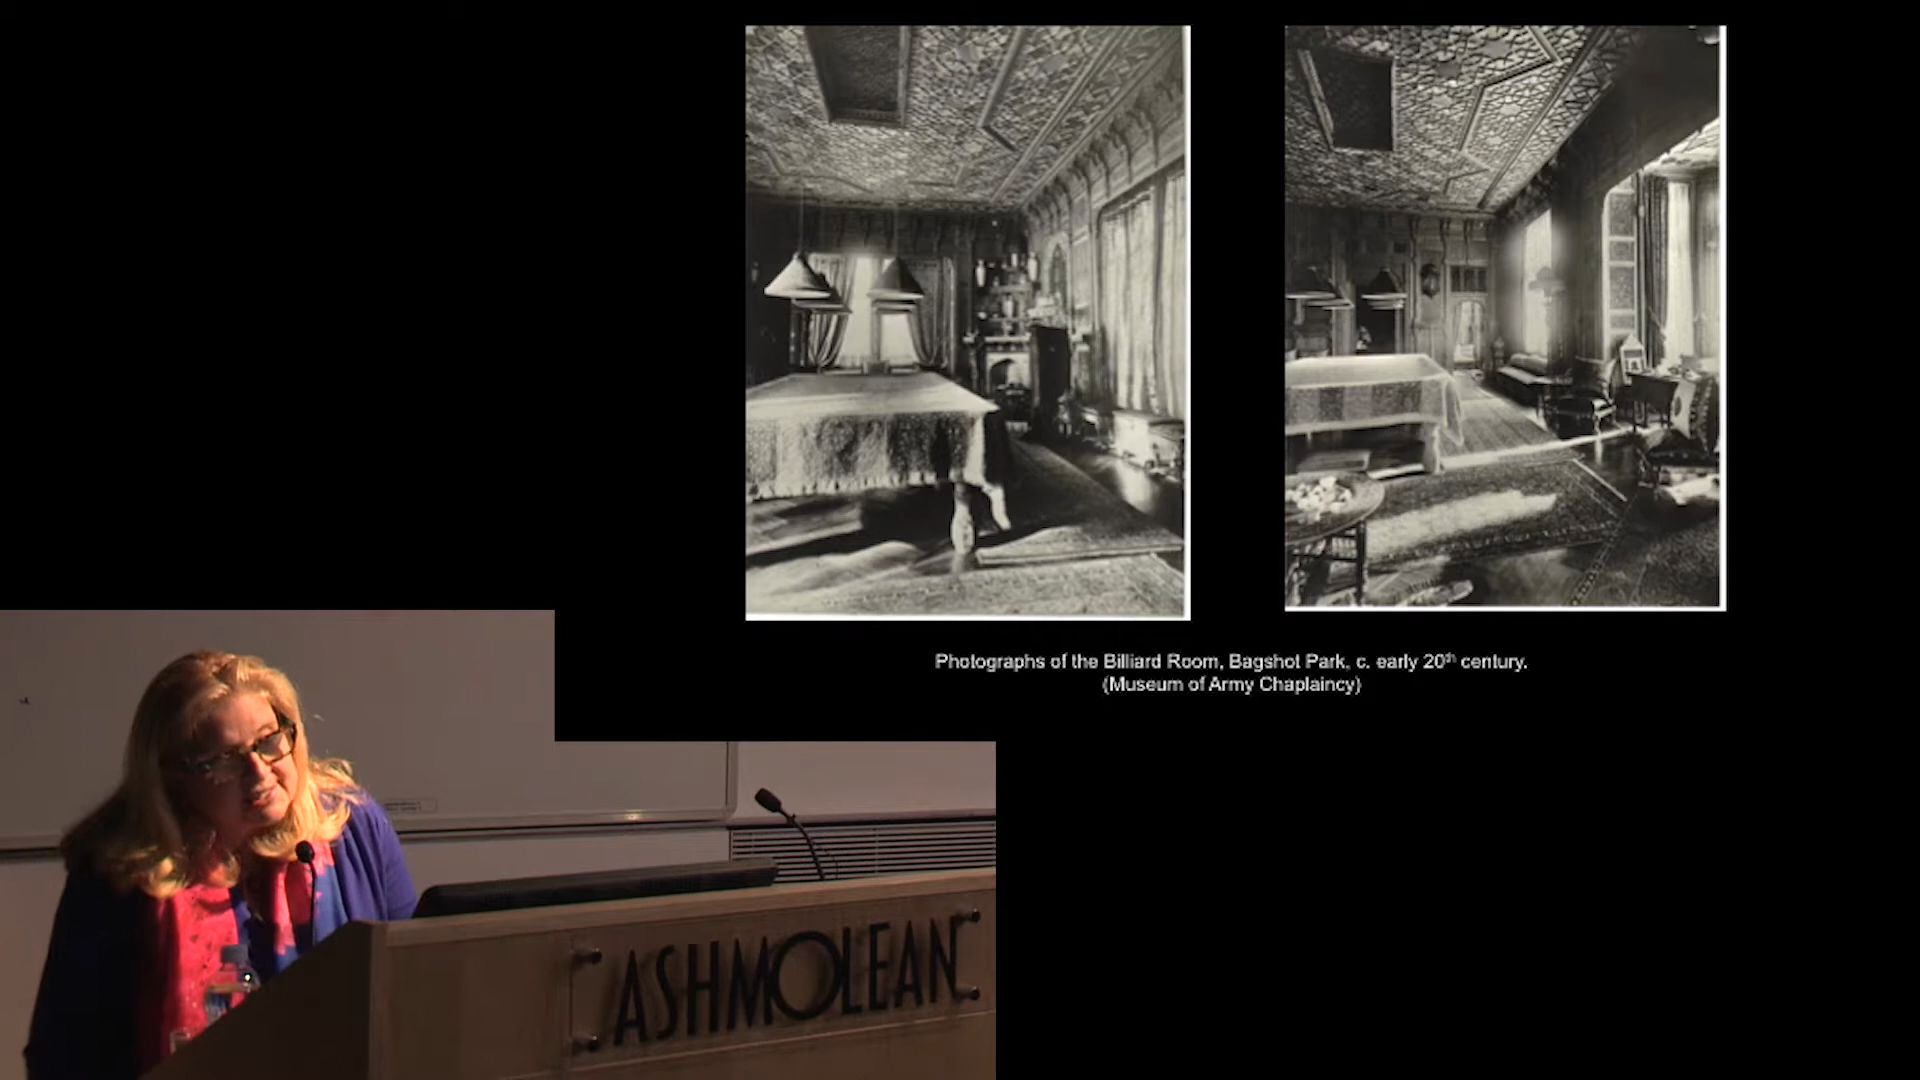 Photographs of the Billiard Room, Bagshot Park, c. early 20th century.
(Museum of Army Chaplaincy)
ASHMOLEAN